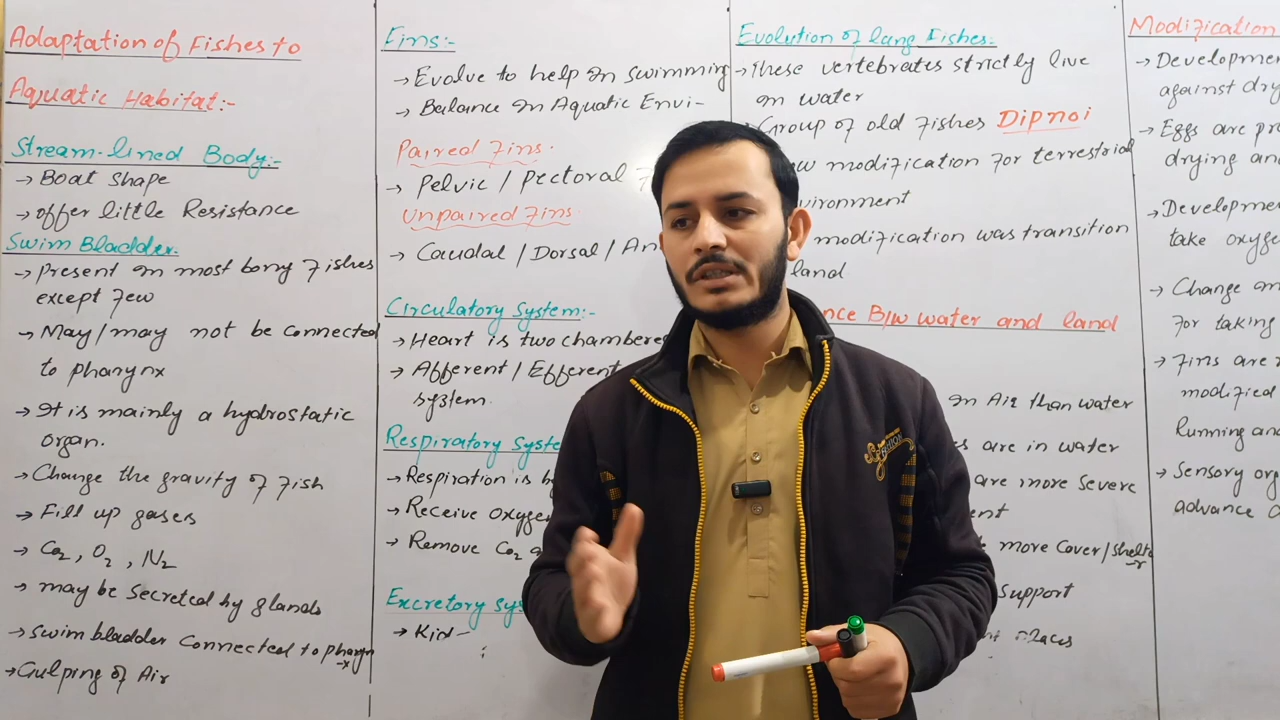 Adaptation of Fishes to
Aquatic Habitat:-
Stream-lined Body:-
→ Boat Shape
→ offer little Resistance
Swim Bladder.
→ Present in most bony Fishes
except Few
→ May/may not be connected
to pharynx
→ It is mainly a hydrostatic
organ.
→ Change the gravity of Fish
→ Fill up gases
→ Co2, O2, N2
→ may be Secreted by glands
→ Swim bladder Connected to pharyn
-x
→ Gulping of Air
Fins:-
→ Evolve to help in swimming
→ Balance in Aquatic Envi-
Paired Fins.
→ Pelvic / Pectoral
Unpaired Fins
→ Caudal / Dorsal / An
Circulatory System:-
→ Heart is two chambere
→ Afferent / Efferent
system.
Respiratory Syste
→ Respiration is b
→ Receive oxyge
→ Remove Co2 a
Excretory Sys
→ Kid-
Evolution of lung Fishes:-
→ These vertebrates strictly live
in water
Group of old Fishes Dipnoi
modification for terrestrial
vironment
modification was transition
land
nce B/w water and land
in Air than water
are in water
are more severe
ent
more Cover/Shelte
-r
Support
Modification
→ Developmen
against dry
→ Eggs are pr
drying and
→ Developme
take oxyge
→ Change in
For taking
→ Fins are
modified
Running and
→ Sensory org
advance